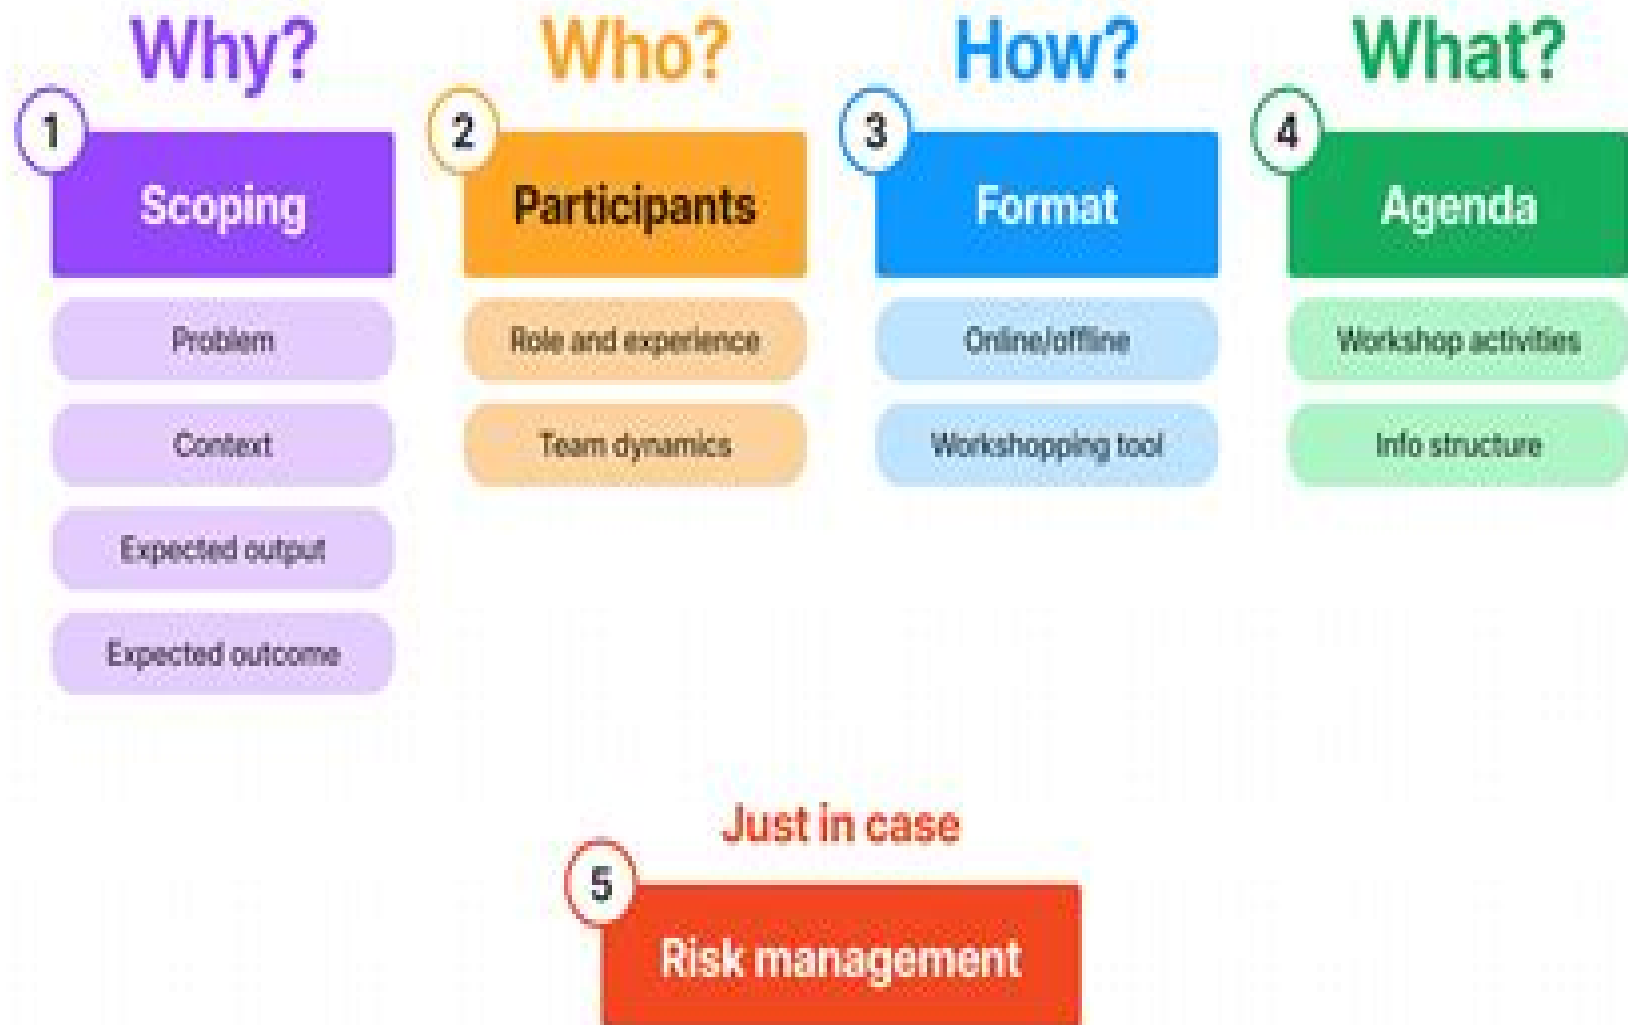 Why?
1
Scoping
Problem
Context
Expected output
Expected outcome
Who?
2
Participants
Role and experience
Team dynamics
How?
3
Format
Online/offline
Workshopping tool
What?
4
Agenda
Workshop activities
Info structure
Just in case
5
Risk management